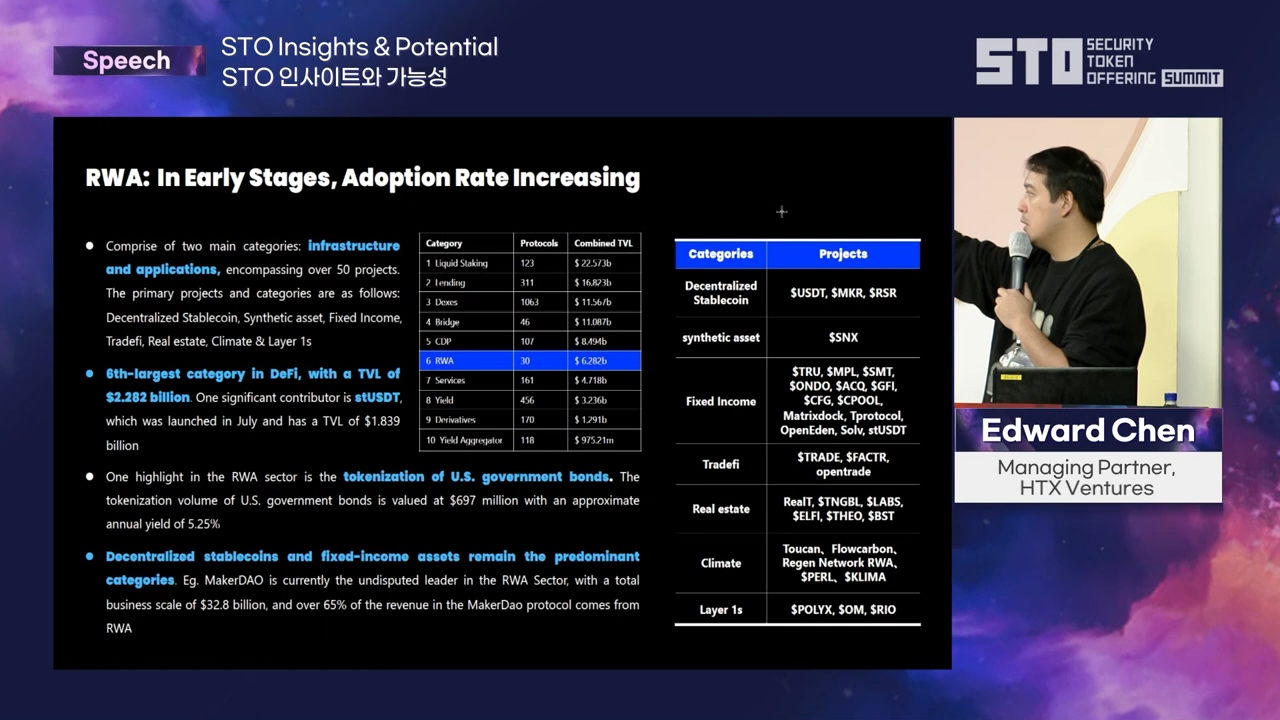 Speech
STO Insights & Potential
STO 인사이트와 가능성
STO SECURITY
TOKEN
OFFERING SUMMIT
RWA: In Early Stages, Adoption Rate Increasing
Comprise of two main categories: infrastructure
and applications, encompassing over 50 projects.
The primary projects and categories are as follows:
Decentralized Stablecoin, Synthetic asset, Fixed Income,
Tradefi, Real estate, Climate & Layer 1s
6th-largest category in DeFi, with a TVL of
$2.282 billion. One significant contributor is stUSDT,
which was launched in July and has a TVL of $1.839
billion
One highlight in the RWA sector is the tokenization of U.S. government bonds. The
tokenization volume of U.S. government bonds is valued at $697 million with an approximate
annual yield of 5.25%
Decentralized stablecoins and fixed-income assets remain the predominant
categories. Eg. MakerDAO is currently the undisputed leader in the RWA Sector, with a total
business scale of $32.8 billion, and over 65% of the revenue in the MakerDao protocol comes from
RWA
Category Protocols Combined TVL
1 Liquid Staking 123 $ 22.573b
2 Lending 311 $ 16.823b
3 Dexes 1063 $ 11.567b
4 Bridge 46 $ 11.087b
5 CDP 107 $ 8.494b
6 RWA 30 $ 6.282b
7 Services 161 $ 4.718b
8 Yield 456 $ 3.236b
9 Derivatives 170 $ 1.291b
10 Yield Aggregator 118 $ 975.21m
Categories Projects
Decentralized
Stablecoin
$USDT, $MKR, $RSR
synthetic asset $SNX
Fixed Income
$TRU, $MPL, $SMT,
$ONDO, $ACQ, $GFI,
$CFG, $CPOOL,
Matrixdock, Tprotocol,
OpenEden, Solv, stUSDT
Tradefi
$TRADE, $FACTR,
opentrade
Real estate
RealT, $TNGBL, $LABS,
$ELFI, $THEO, $BST
Climate
Toucan、Flowcarbon、
Regen Network RWA、
$PERL、$KLIMA
Layer 1s $POLYX, $OM, $RIO
Edward Chen
Managing Partner,
HTX Ventures